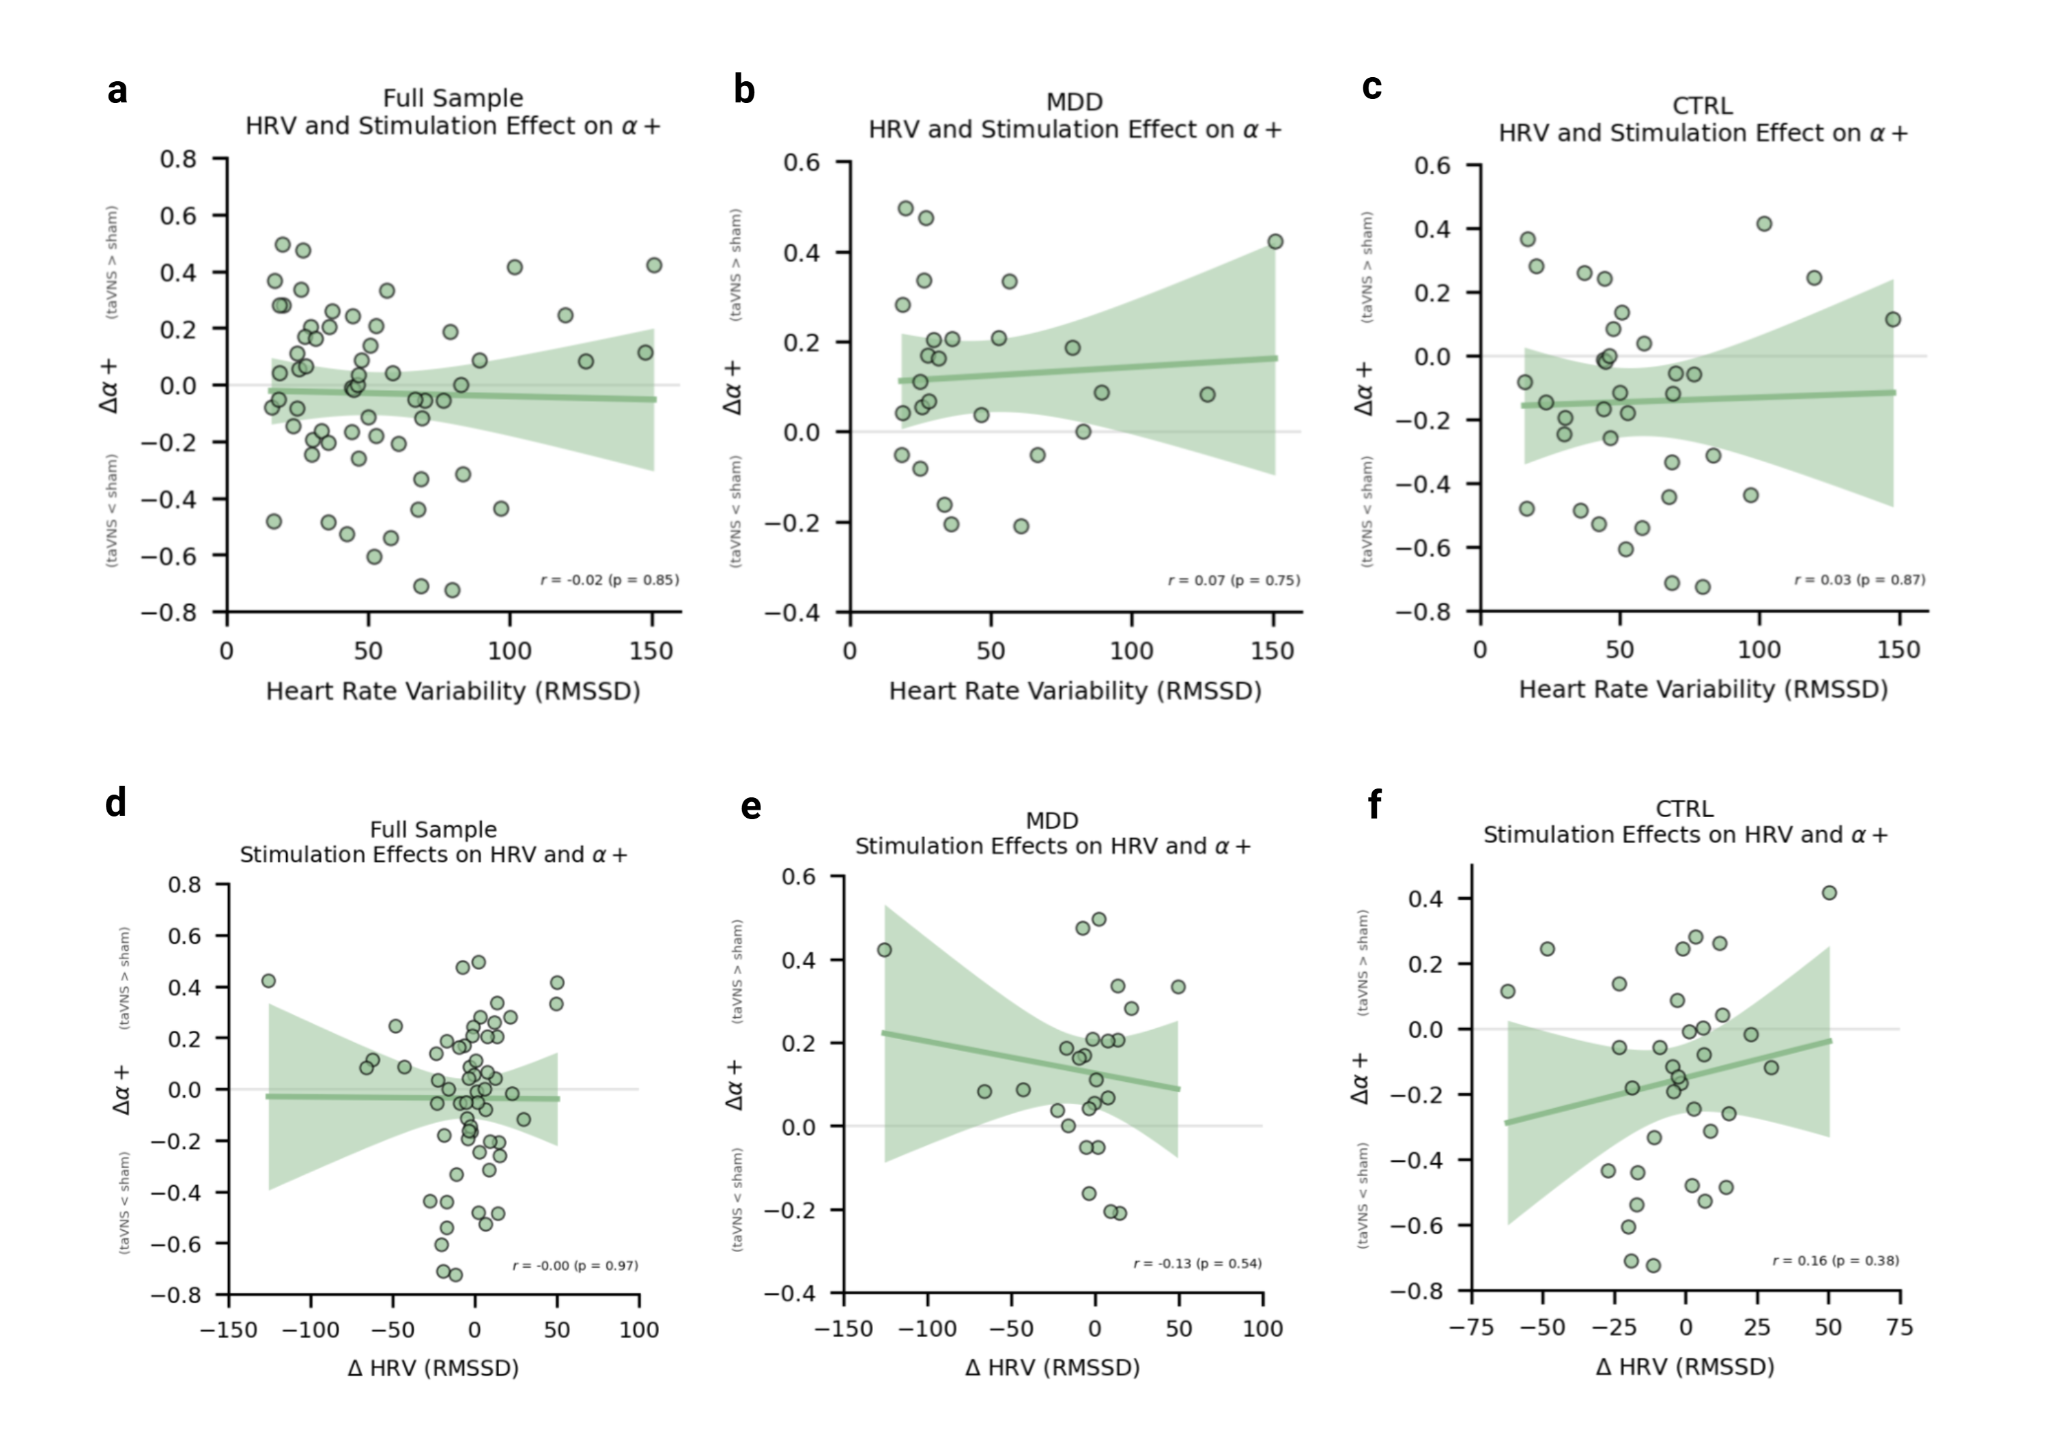 a
Full Sample
HRV and Stimulation Effect on α +
0.8
0.6
0.4
0.2
0.0
−0.2
−0.4
−0.6
−0.8
(taVNS > sham)
Δα +
(taVNS < sham)
r = -0.02 (p = 0.85)
0 50 100 150
Heart Rate Variability (RMSSD)
b
MDD
HRV and Stimulation Effect on α +
0.6
0.4
0.2
0.0
−0.2
−0.4
(taVNS > sham)
Δα +
(taVNS < sham)
r = 0.07 (p = 0.75)
0 50 100 150
Heart Rate Variability (RMSSD)
c
CTRL
HRV and Stimulation Effect on α +
0.6
0.4
0.2
0.0
−0.2
−0.4
−0.6
−0.8
(taVNS > sham)
Δα +
(taVNS < sham)
r = 0.03 (p = 0.87)
0 50 100 150
Heart Rate Variability (RMSSD)
d
Full Sample
Stimulation Effects on HRV and α +
0.8
0.6
0.4
0.2
0.0
−0.2
−0.4
−0.6
−0.8
(taVNS > sham)
Δα +
(taVNS < sham)
r = -0.00 (p = 0.97)
−150 −100 −50 0 50 100
Δ HRV (RMSSD)
e
MDD
Stimulation Effects on HRV and α +
0.6
0.4
0.2
0.0
−0.2
−0.4
(taVNS > sham)
Δα +
(taVNS < sham)
r = -0.13 (p = 0.54)
−150 −100 −50 0 50 100
Δ HRV (RMSSD)
f
CTRL
Stimulation Effects on HRV and α +
0.4
0.2
0.0
−0.2
−0.4
−0.6
−0.8
(taVNS > sham)
Δα +
(taVNS < sham)
r = 0.16 (p = 0.38)
−75 −50 −25 0 25 50 75
Δ HRV (RMSSD)